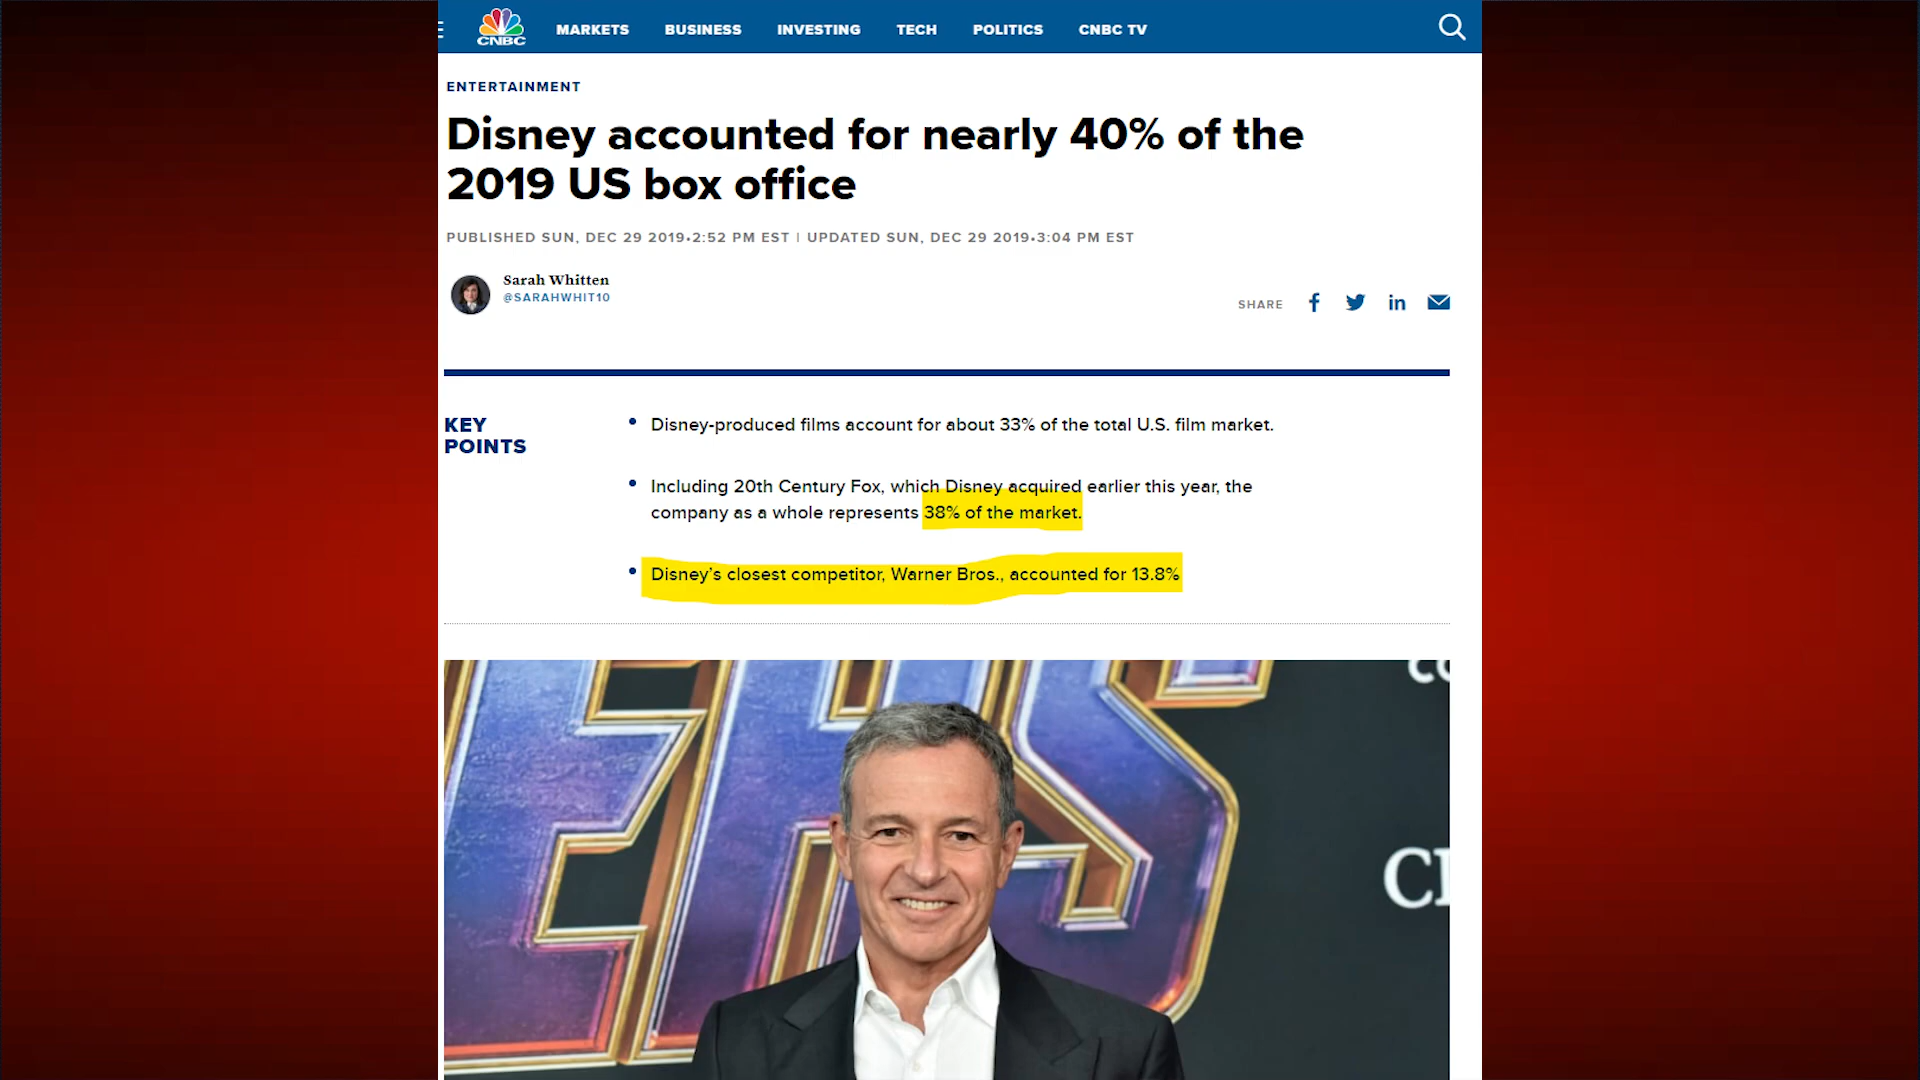 CNBC
MARKETS BUSINESS INVESTING TECH POLITICS CNBC TV
ENTERTAINMENT
Disney accounted for nearly 40% of the
2019 US box office
PUBLISHED SUN, DEC 29 2019•2:52 PM EST | UPDATED SUN, DEC 29 2019•3:04 PM EST
Sarah Whitten
@SARAHWHIT10
SHARE
KEY
POINTS
• Disney-produced films account for about 33% of the total U.S. film market.
• Including 20th Century Fox, which Disney acquired earlier this year, the
company as a whole represents 38% of the market.
• Disney's closest competitor, Warner Bros., accounted for 13.8%